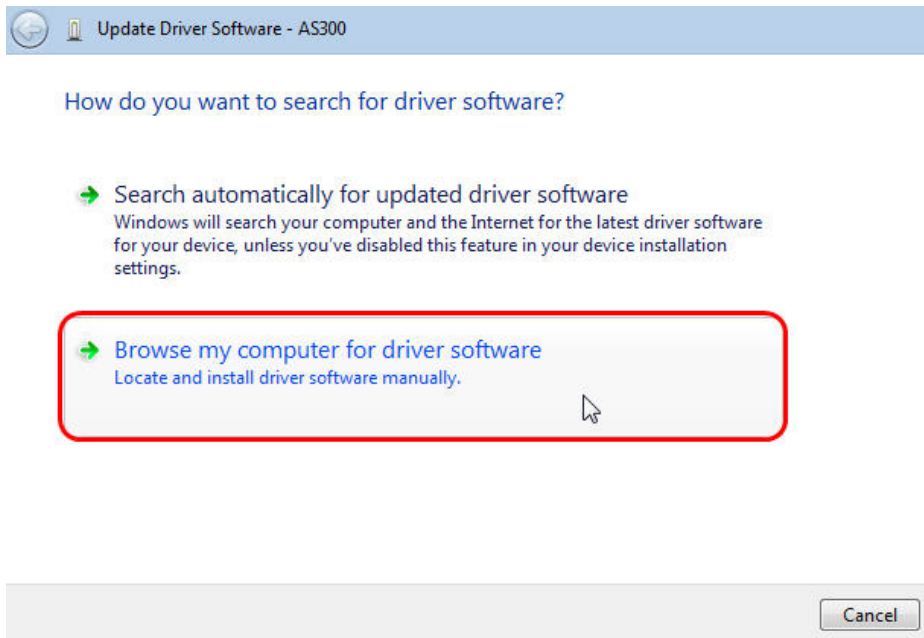 Update Driver Software - AS300
How do you want to search for driver software?
Search automatically for updated driver software
Windows will search your computer and the Internet for the latest driver software
for your device, unless you've disabled this feature in your device installation
settings.
Browse my computer for driver software
Locate and install driver software manually.
Cancel